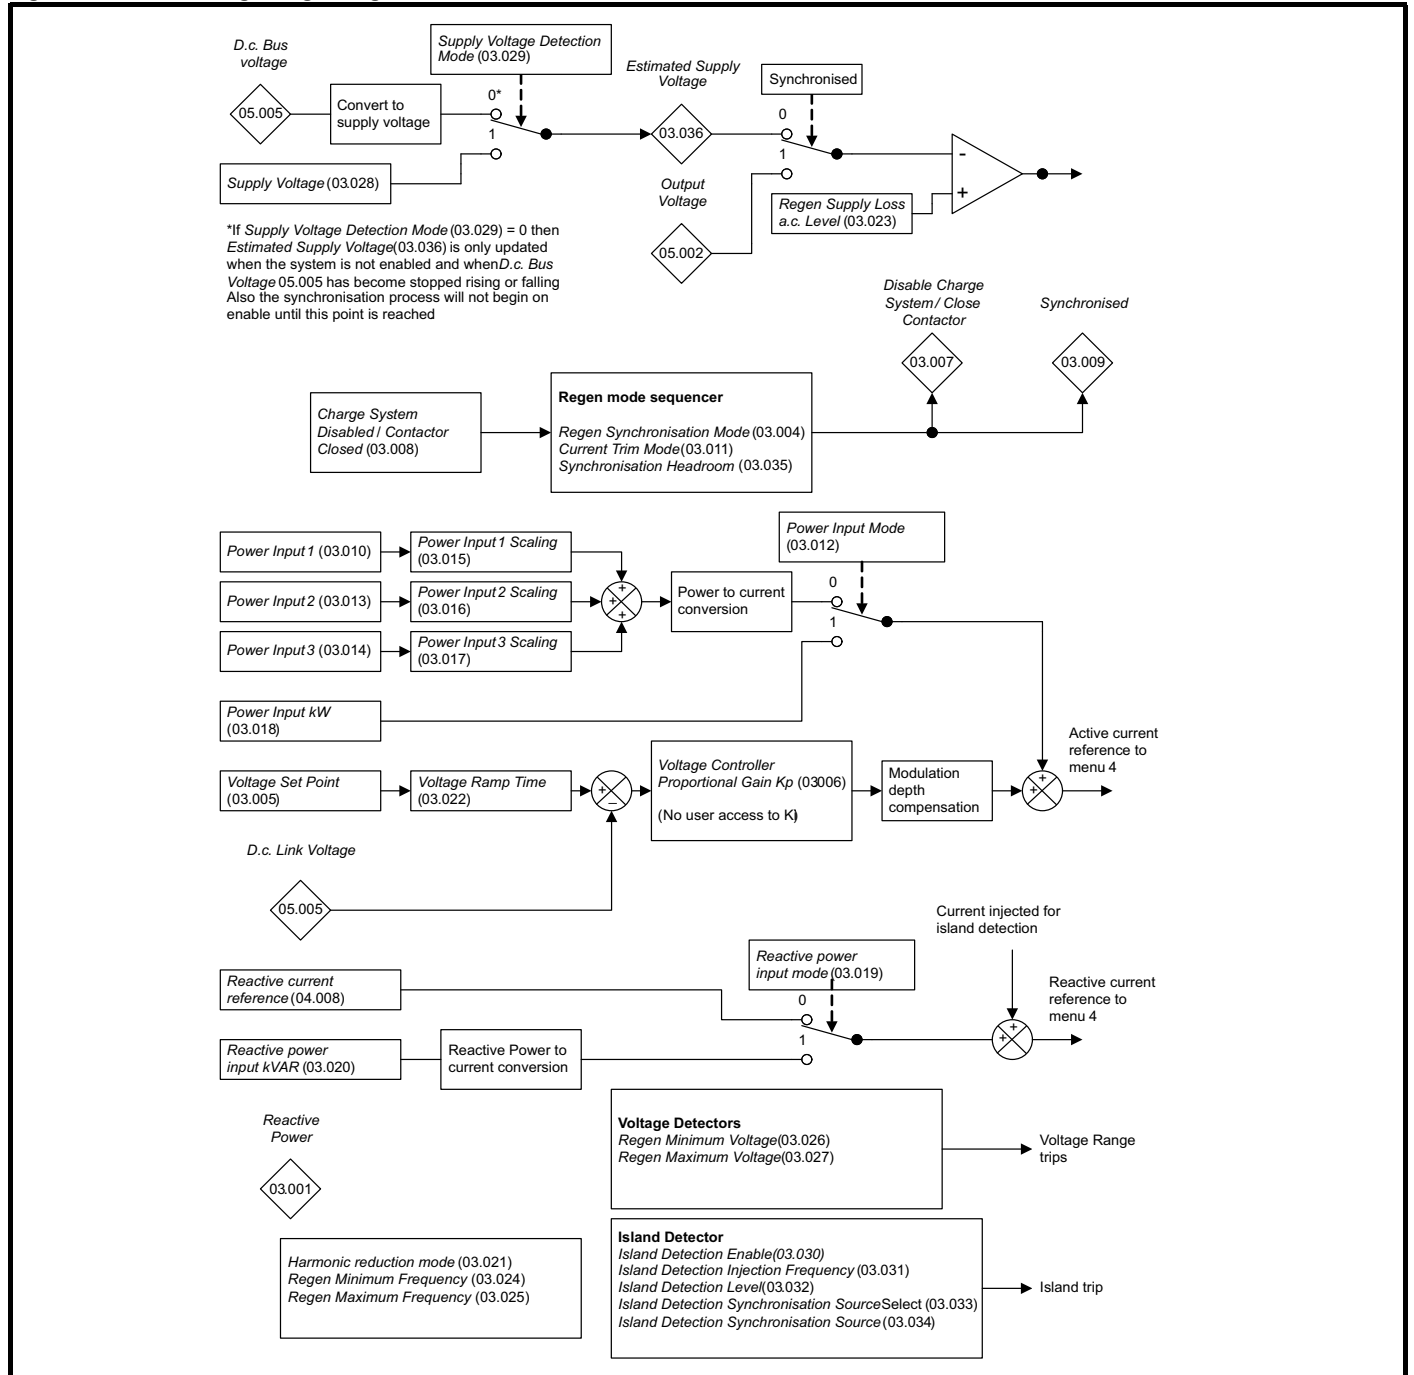 D.c. Bus
voltage
05.005
Convert to
supply voltage
Supply Voltage Detection
Mode (03.029)
0*
1
Supply Voltage (03.028)
Estimated Supply
Voltage
03.036
Synchronised
0
1
Output
Voltage
05.002
-
+
Regen Supply Loss
a.c. Level (03.023)
*If Supply Voltage Detection Mode (03.029) = 0 then
Estimated Supply Voltage(03.036) is only updated
when the system is not enabled and whenD.c. Bus
Voltage 05.005 has become stopped rising or falling
Also the synchronisation process will not begin on
enable until this point is reached
Disable Charge
System / Close
Contactor
03.007
Synchronised
03.009
Charge System
Disabled / Contactor
Closed (03.008)
Regen mode sequencer
Regen Synchronisation Mode (03.004)
Current Trim Mode(03.011)
Synchronisation Headroom (03.035)
Power Input 1 (03.010)
Power Input 1 Scaling
(03.015)
Power Input 2 (03.013)
Power Input 2 Scaling
(03.016)
Power Input 3 (03.014)
Power Input 3 Scaling
(03.017)
+
+
+
Power to current
conversion
Power Input Mode
(03.012)
0
1
Power Input kW
(03.018)
Voltage Set Point
(03.005)
Voltage Ramp Time
(03.022)
+
–
Voltage Controller
Proportional Gain Kp (03006)
(No user access to Ki)
Modulation
depth
compensation
+
+
Active current
reference to
menu 4
D.c. Link Voltage
05.005
Reactive current
reference (04.008)
Reactive power
input kVAR (03.020)
Reactive Power to
current conversion
Reactive power
input mode (03.019)
0
1
Current injected for
island detection
+
+
Reactive current
reference to
menu 4
Reactive
Power
03.001
Voltage Detectors
Regen Minimum Voltage(03.026)
Regen Maximum Voltage(03.027)
Voltage Range
trips
Harmonic reduction mode (03.021)
Regen Minimum Frequency (03.024)
Regen Maximum Frequency (03.025)
Island Detector
Island Detection Enable(03.030)
Island Detection Injection Frequency (03.031)
Island Detection Level(03.032)
Island Detection Synchronisation SourceSelect (03.033)
Island Detection Synchronisation Source (03.034)
Island trip